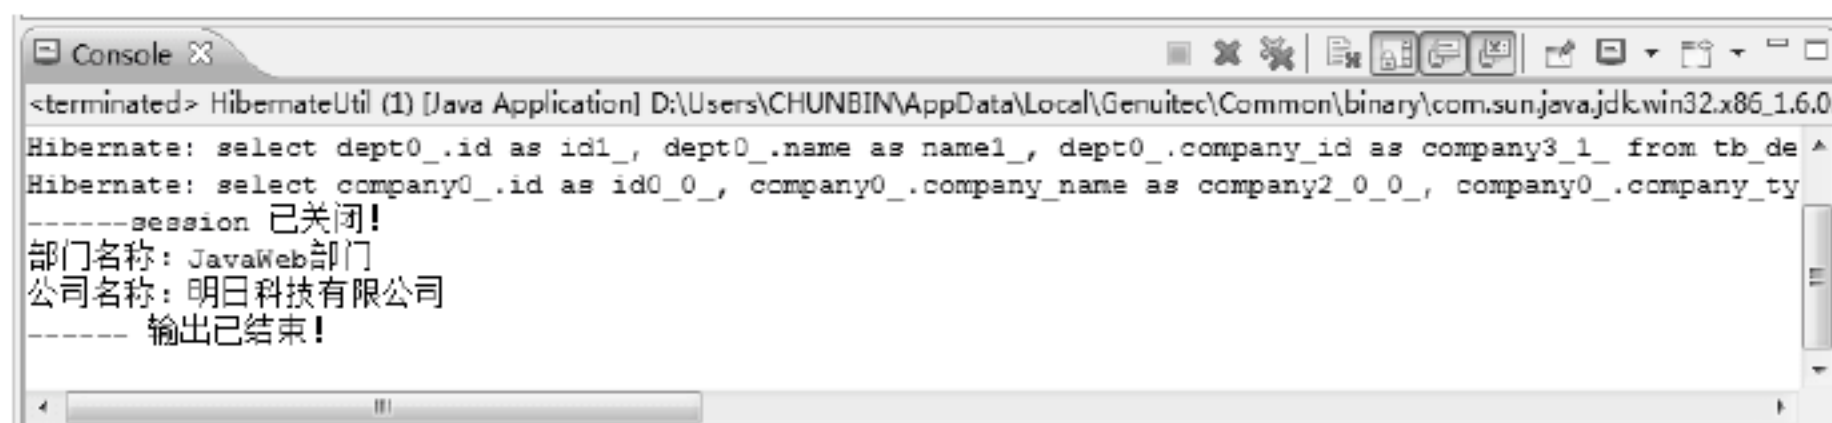 Console
<terminated> HibernateUtil (1) [Java Application] D:\Users\CHUNBIN\AppData\Local\Genuitec\Common\binary\com.sun.java.jdk.win32.x86_1.6.0
Hibernate: select dept0_.id as id1_, dept0_.name as name1_, dept0_.company_id as company3_1_ from tb_de
Hibernate: select company0_.id as id0_0_, company0_.company_name as company2_0_0_, company0_.company_ty
------session 已关闭!
部门名称: JavaWeb部门
公司名称: 明日科技有限公司
------ 输出已结束!